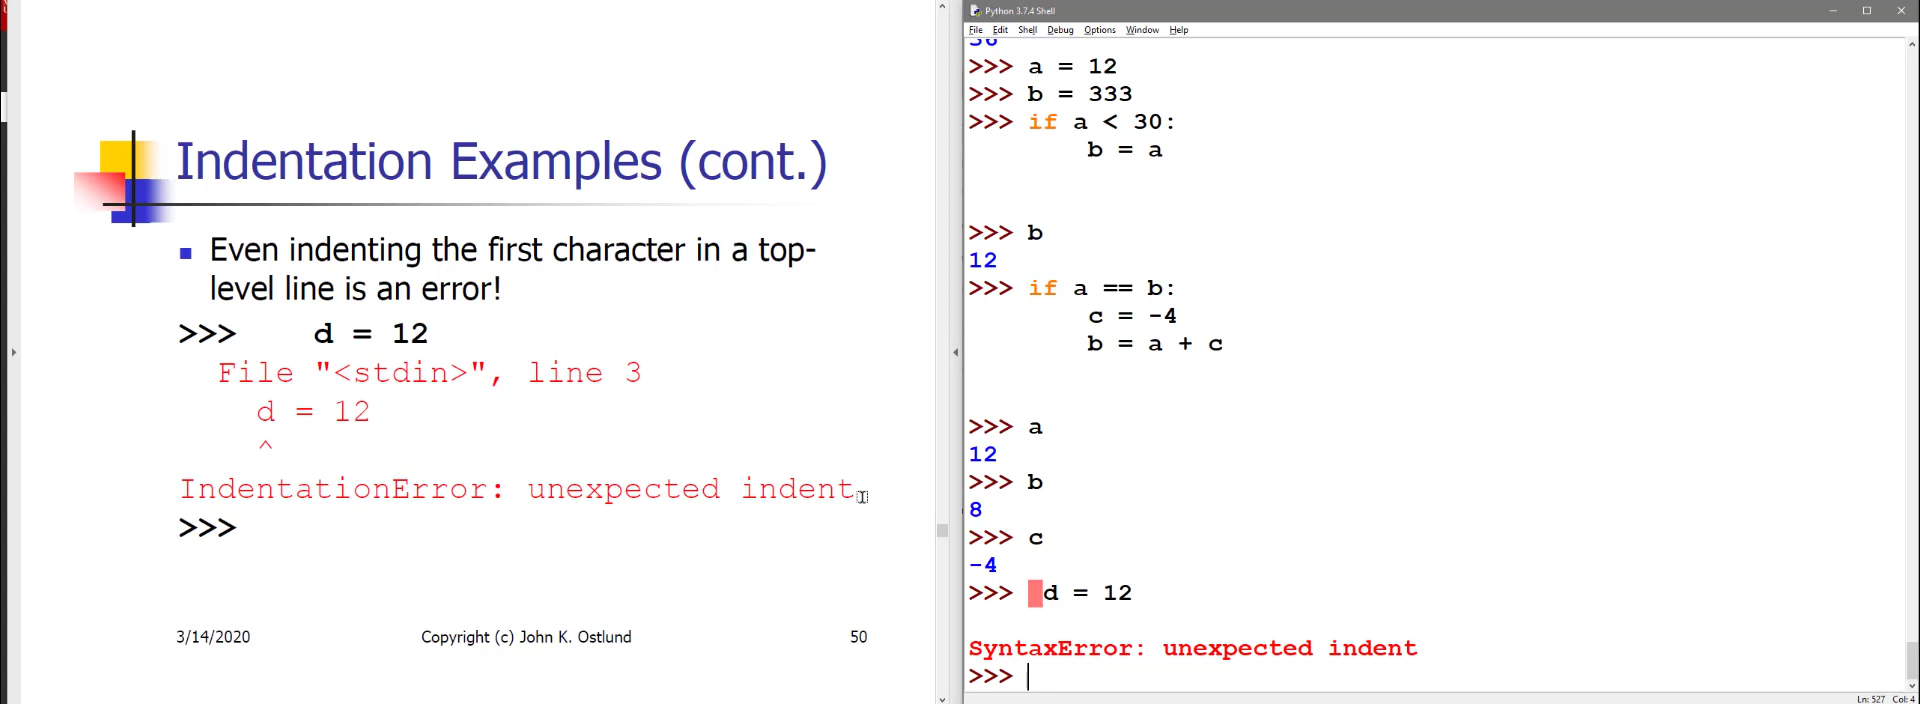 Indentation Examples (cont.)
Even indenting the first character in a top-
level line is an error!
>>>    d = 12
File "<stdin>", line 3
d = 12
^
IndentationError: unexpected indent
>>>
3/14/2020 Copyright (c) John K. Ostlund 50
Python 3.7.4 Shell
File Edit Shell Debug Options Window Help
36
>>> a = 12
>>> b = 333
>>> if a < 30:
b = a
>>> b
12
>>> if a == b:
c = -4
b = a + c
>>> a
12
>>> b
8
>>> c
-4
>>>  d = 12
SyntaxError: unexpected indent
>>>
Ln: 527 Col: 4